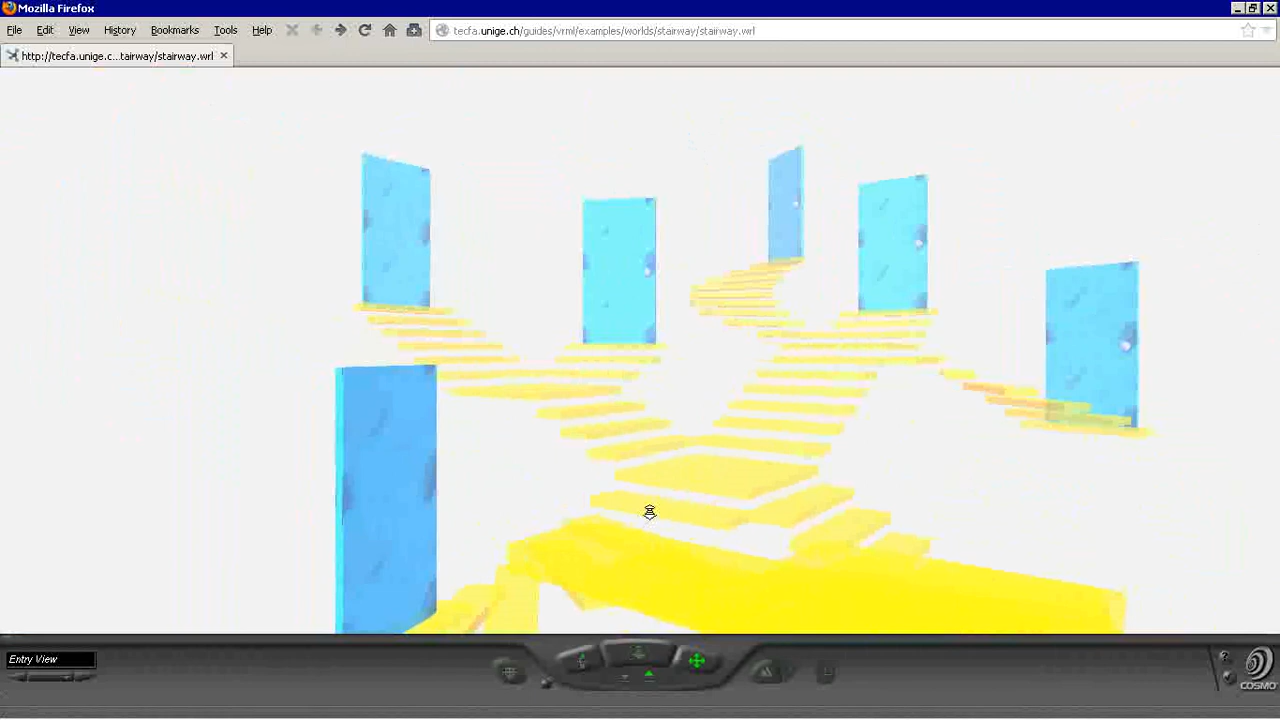 Mozilla Firefox
File Edit View History Bookmarks Tools Help
tecfa.unige.ch/guides/vrml/examples/worlds/stairway/stairway.wrl
http://tecfa.unige.c...tairway/stairway.wrl
Entry View
?
COSMO